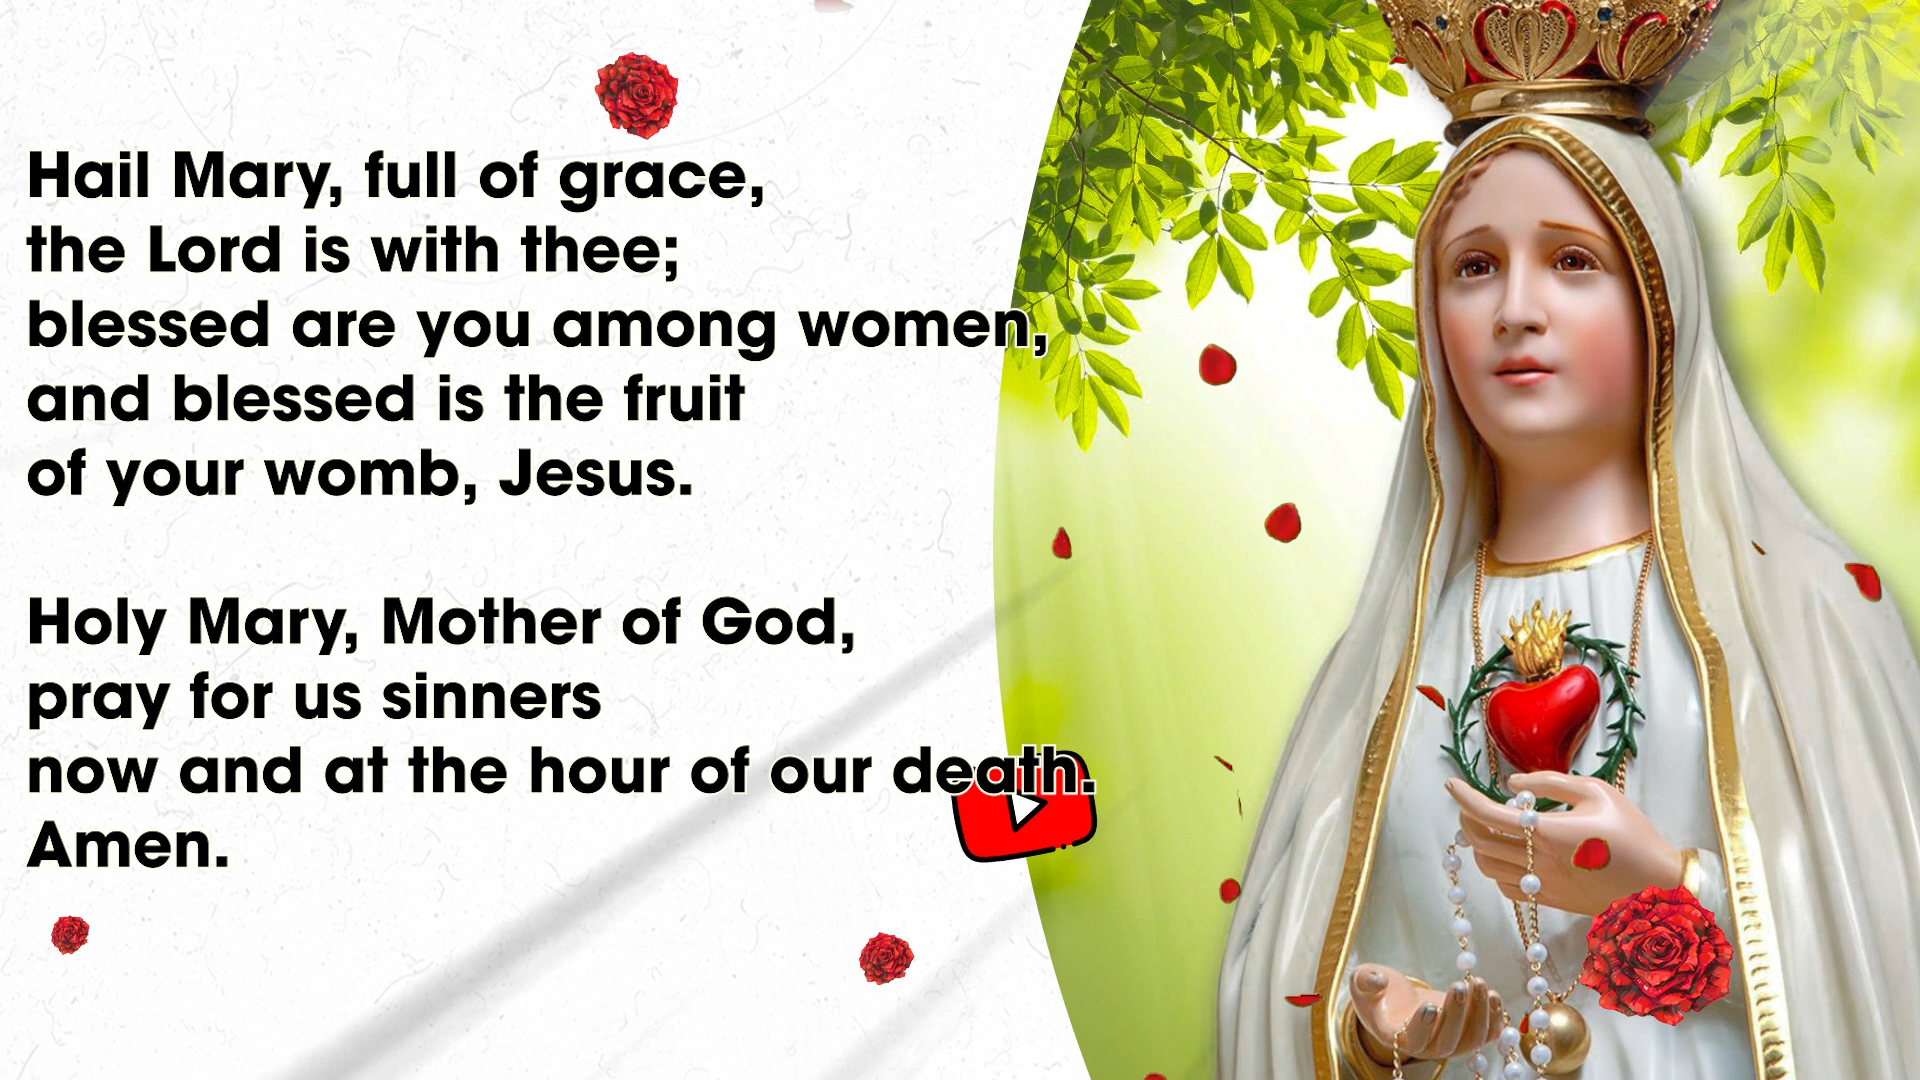 Hail Mary, full of grace,
the Lord is with thee;
blessed are you among women,
and blessed is the fruit
of your womb, Jesus.
Holy Mary, Mother of God,
pray for us sinners
now and at the hour of our death.
Amen.